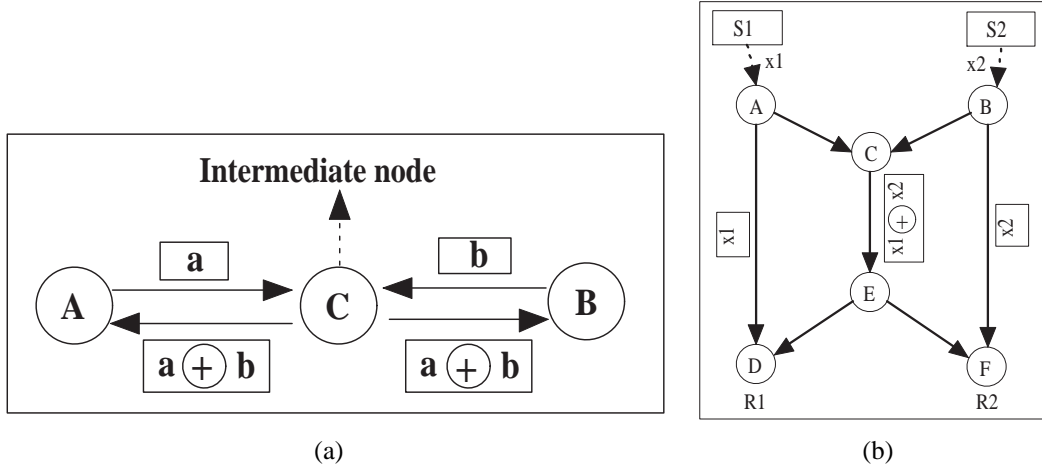 Intermediate node
a
b
A
C
B
a + b
a + b
(a)
S1
S2
x1
x2
A
B
C
x1
x1 + x2
x2
E
D
F
R1
R2
(b)